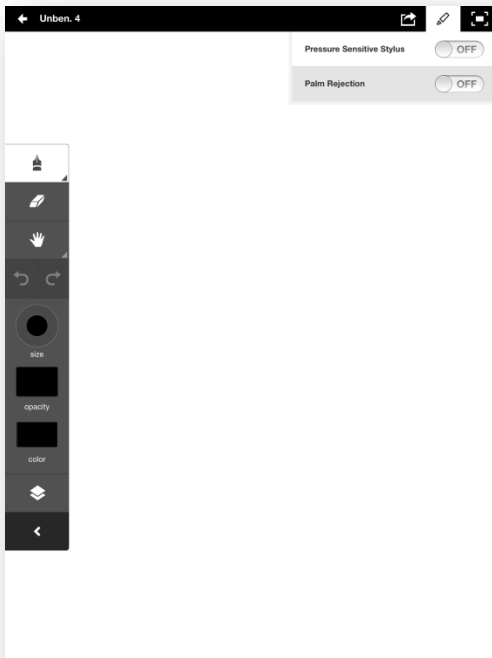 Unben. 4
Pressure Sensitive Stylus OFF
Palm Rejection OFF
size
opacity
color